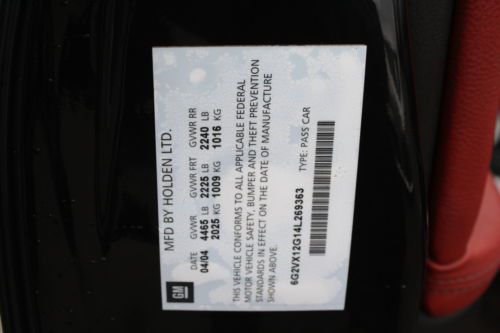 MFD BY HOLDEN LTD.
DATE GVWR GVWR FRT GVWR RR
04/04 4465 LB 2225 LB 2240 LB
2025 KG 1009 KG 1016 KG
THIS VEHICLE CONFORMS TO ALL APPLICABLE FEDERAL
MOTOR VEHICLE SAFETY, BUMPER AND THEFT PREVENTION
STANDARDS IN EFFECT ON THE DATE OF MANUFACTURE
SHOWN ABOVE.
6G2VX12G14L269363 TYPE: PASS CAR
GM